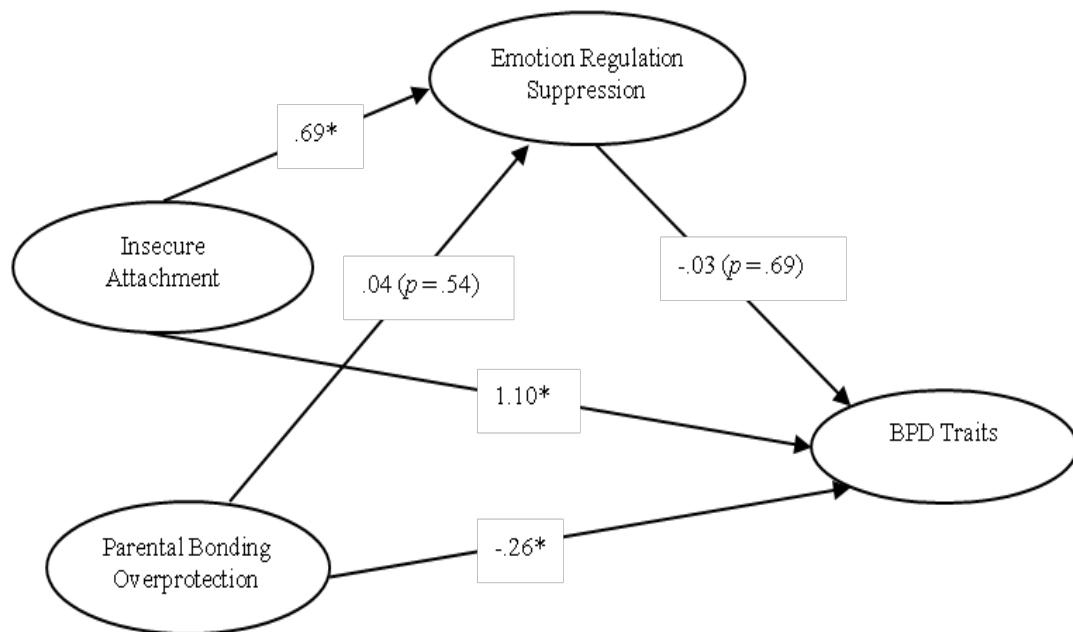 Emotion Regulation
Suppression
.69*
Insecure
Attachment
.04 (p = .54)
-.03 (p = .69)
1.10*
BPD Traits
Parental Bonding
Overprotection
-.26*